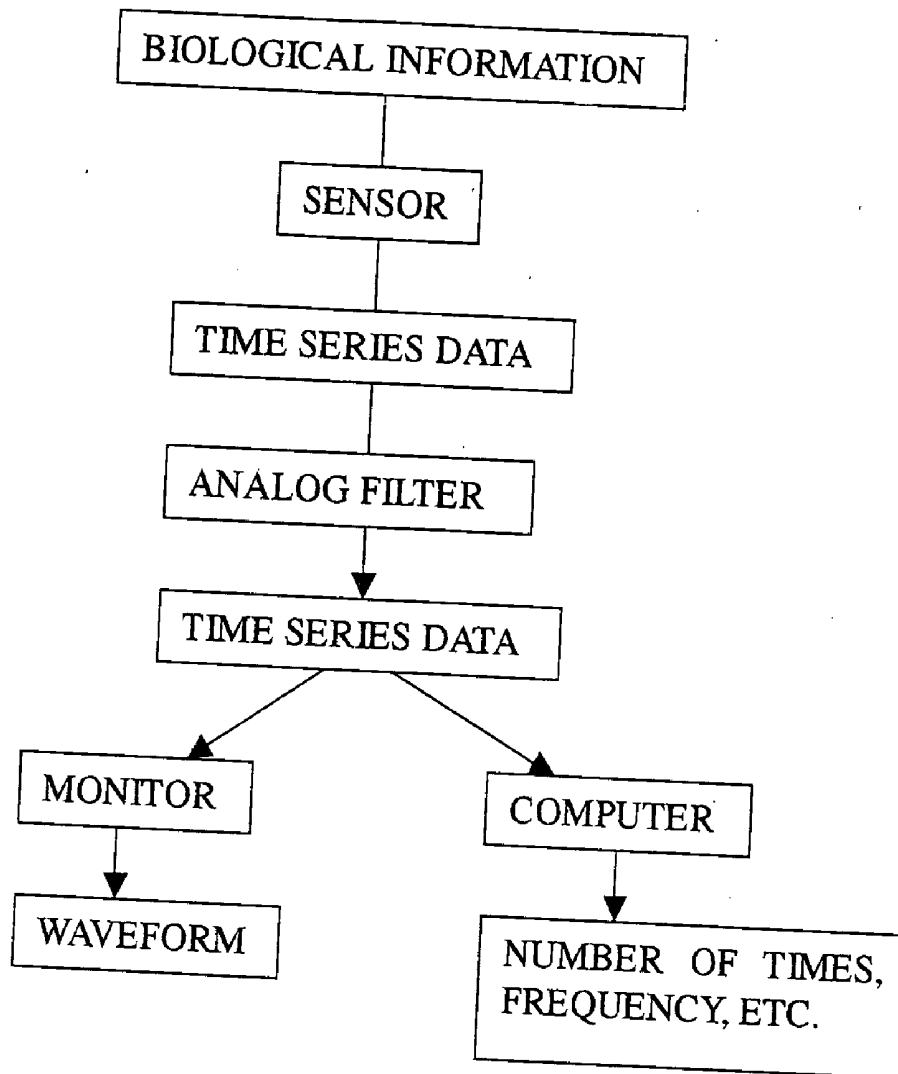 BIOLOGICAL INFORMATION
SENSOR
TIME SERIES DATA
ANALOG FILTER
TIME SERIES DATA
MONITOR
COMPUTER
WAVEFORM
NUMBER OF TIMES,
FREQUENCY, ETC.